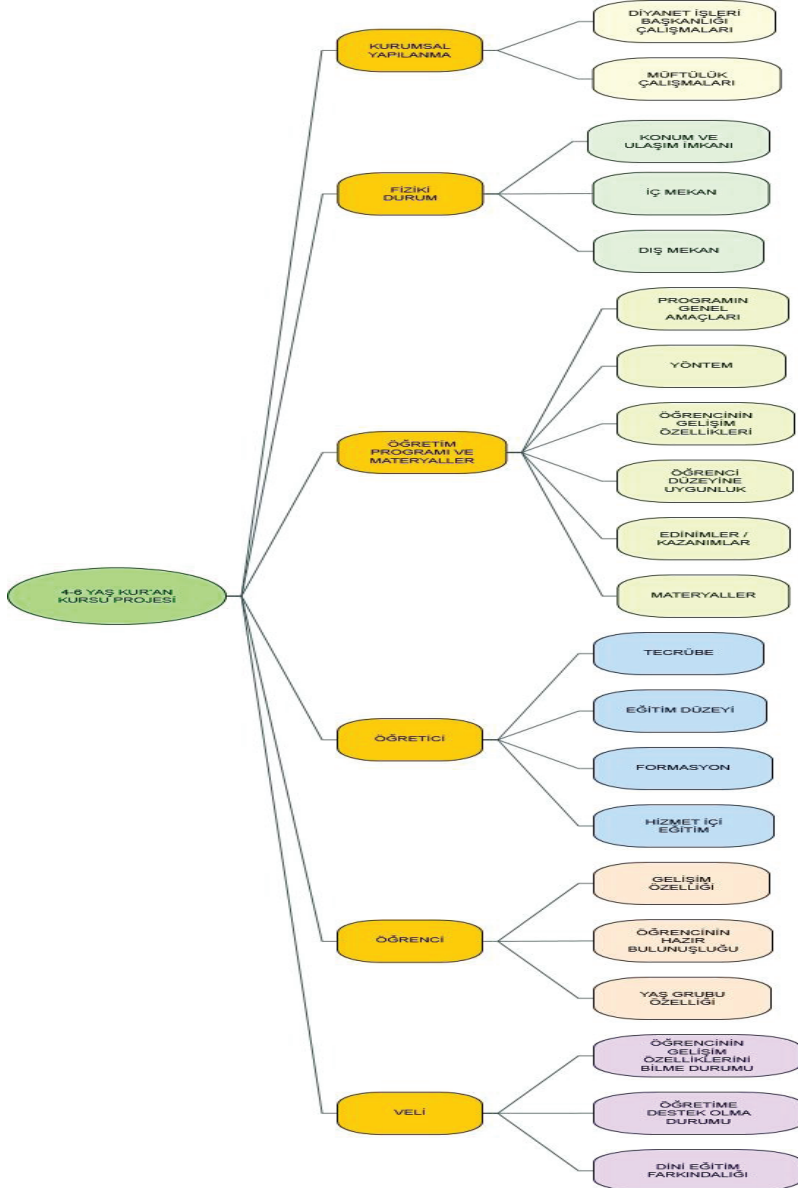 DİYANET İŞLERİ
BAŞKANLIĞI
ÇALIŞMALARI
KURUMSAL
YAPILANMA
MÜFTÜLÜK
ÇALIŞMALARI
KONUM VE
ULAŞIM İMKANI
FİZİKİ
DURUM
İÇ MEKAN
DIŞ MEKAN
PROGRAMIN
GENEL
AMAÇLARI
YÖNTEM
ÖĞRENCİNİN
GELİŞİM
ÖZELLİKLERİ
ÖĞRETİM
PROGRAMI VE
MATERYALLER
ÖĞRENCİ
DÜZEYİNE
UYGUNLUK
EDİNİMLER /
KAZANIMLAR
MATERYALLER
4-6 YAŞ KUR'AN
KURSU PROJESİ
TECRÜBE
EĞİTİM DÜZEYİ
ÖĞRETİCİ
FORMASYON
HİZMET İÇİ
EĞİTİM
GELİŞİM
ÖZELLİĞİ
ÖĞRENCİ
ÖĞRENCİNİN
HAZIR
BULUNUŞLUĞU
YAŞ GRUBU
ÖZELLİĞİ
ÖĞRENCİNİN
GELİŞİM
ÖZELLİKLERİNİ
BİLME DURUMU
VELİ
ÖĞRETİME
DESTEK OLMA
DURUMU
DİNİ EĞİTİM
FARKINDALIĞI